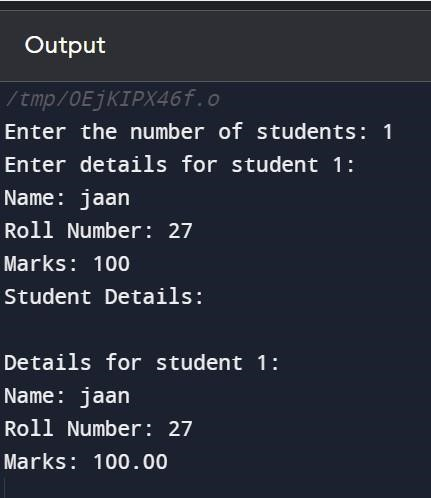 Output
/tmp/OEjKIPX46f.o
Enter the number of students: 1
Enter details for student 1:
Name: jaan
Roll Number: 27
Marks: 100
Student Details:

Details for student 1:
Name: jaan
Roll Number: 27
Marks: 100.00